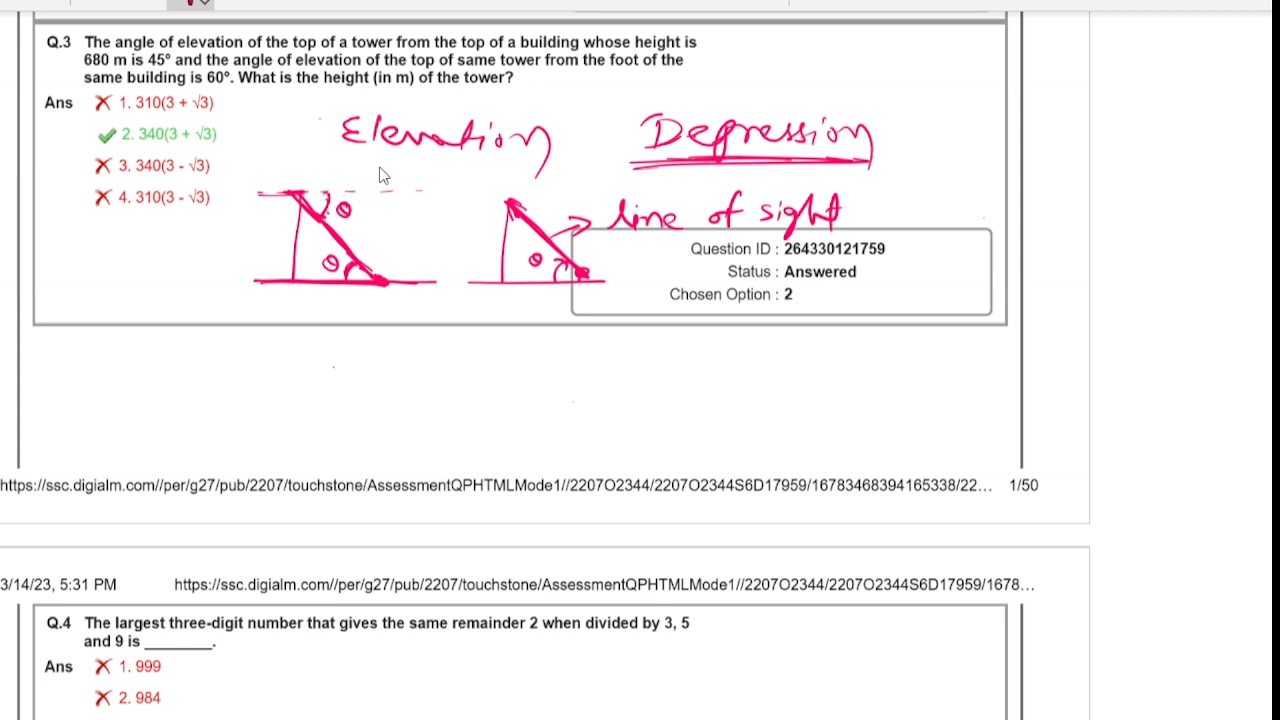 Q.3 The angle of elevation of the top of a tower from the top of a building whose height is
680 m is 45° and the angle of elevation of the top of same tower from the foot of the
same building is 60°. What is the height (in m) of the tower?
Ans 1. 310(3 + √3)
2. 340(3 + √3)
3. 340(3 - √3)
4. 310(3 - √3)
Elevation
Depression
line of sight
θ
θ
θ
Question ID : 264330121759
Status : Answered
Chosen Option : 2
https://ssc.digialm.com//per/g27/pub/2207/touchstone/AssessmentQPHTMLMode1//2207O2344/2207O2344S6D17959/16783468394165338/22... 1/50
3/14/23, 5:31 PM https://ssc.digialm.com//per/g27/pub/2207/touchstone/AssessmentQPHTMLMode1//2207O2344/2207O2344S6D17959/1678...
Q.4 The largest three-digit number that gives the same remainder 2 when divided by 3, 5
and 9 is ________.
Ans 1. 999
2. 984